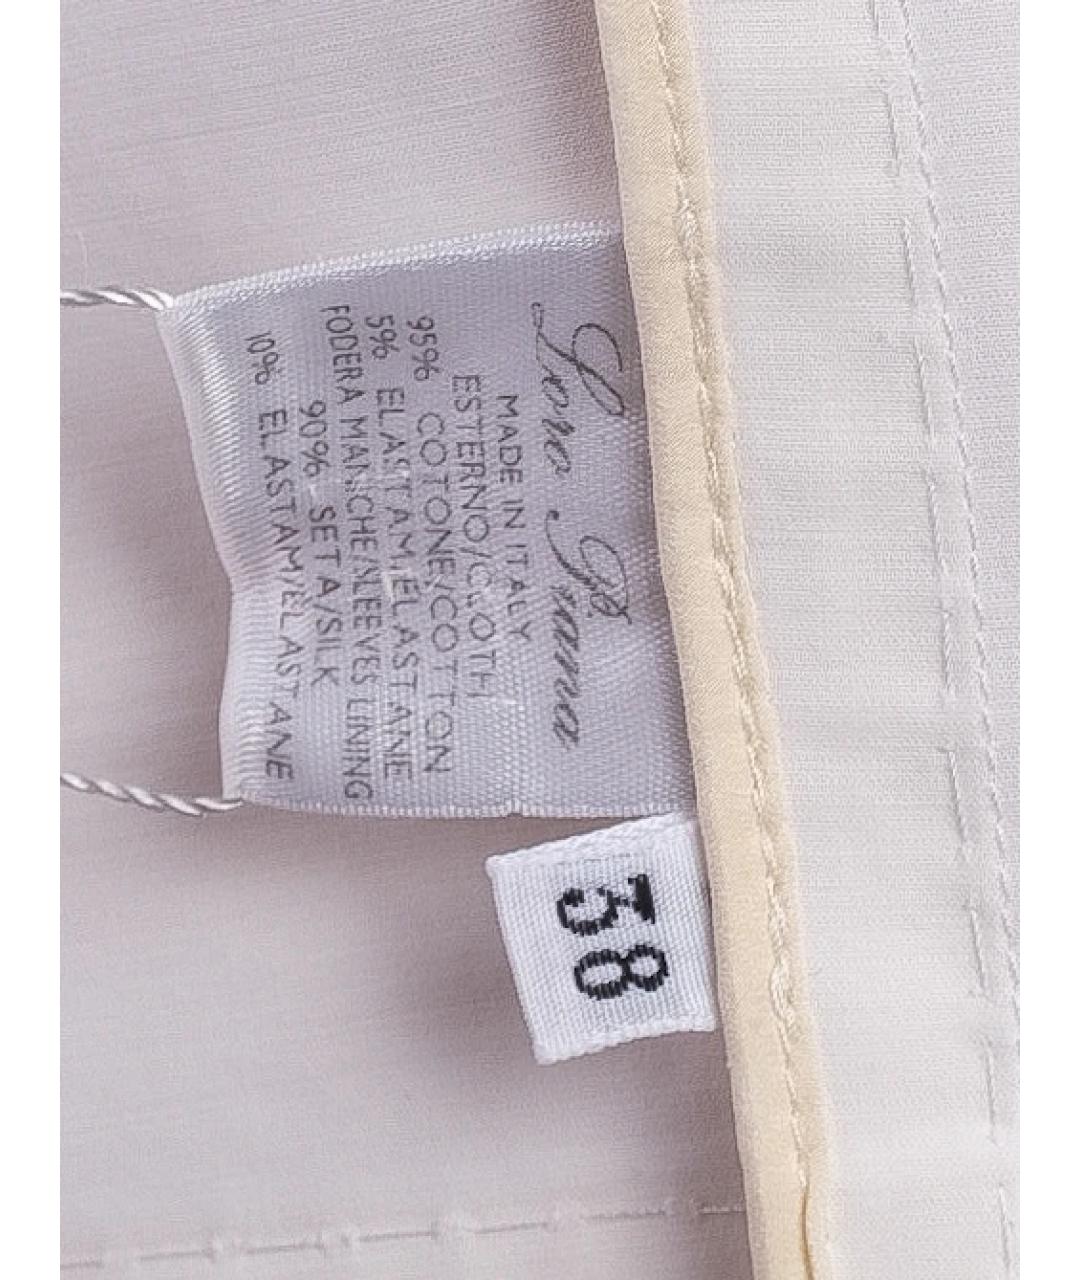 Loro Piana
MADE IN ITALY
ESTERNO/CLOTH
95% COTONE/COTTON
5% ELASTAM/ELASTANE
FODERA MANICHE/SLEEVES LINING
90% SETA/SILK
10% ELASTAM/ELASTANE
38